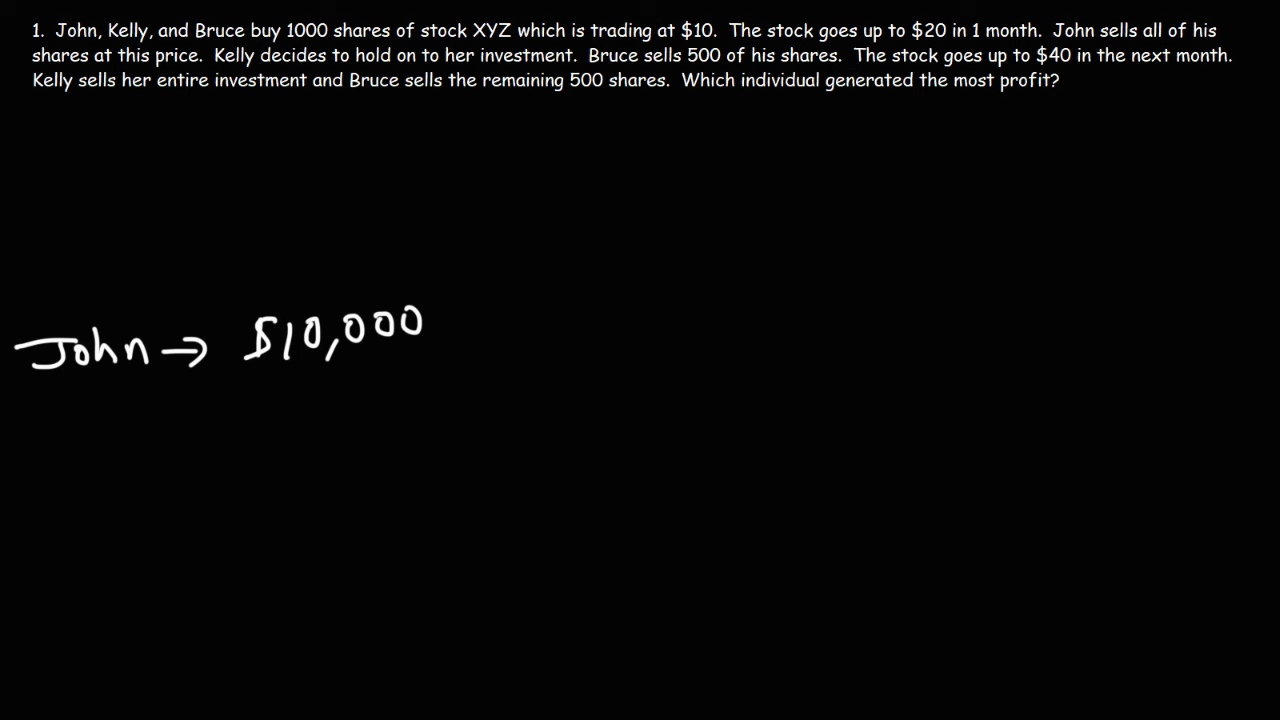 1. John, Kelly, and Bruce buy 1000 shares of stock XYZ which is trading at $10. The stock goes up to $20 in 1 month. John sells all of his
shares at this price. Kelly decides to hold on to her investment. Bruce sells 500 of his shares. The stock goes up to $40 in the next month.
Kelly sells her entire investment and Bruce sells the remaining 500 shares. Which individual generated the most profit?
John → $10,000